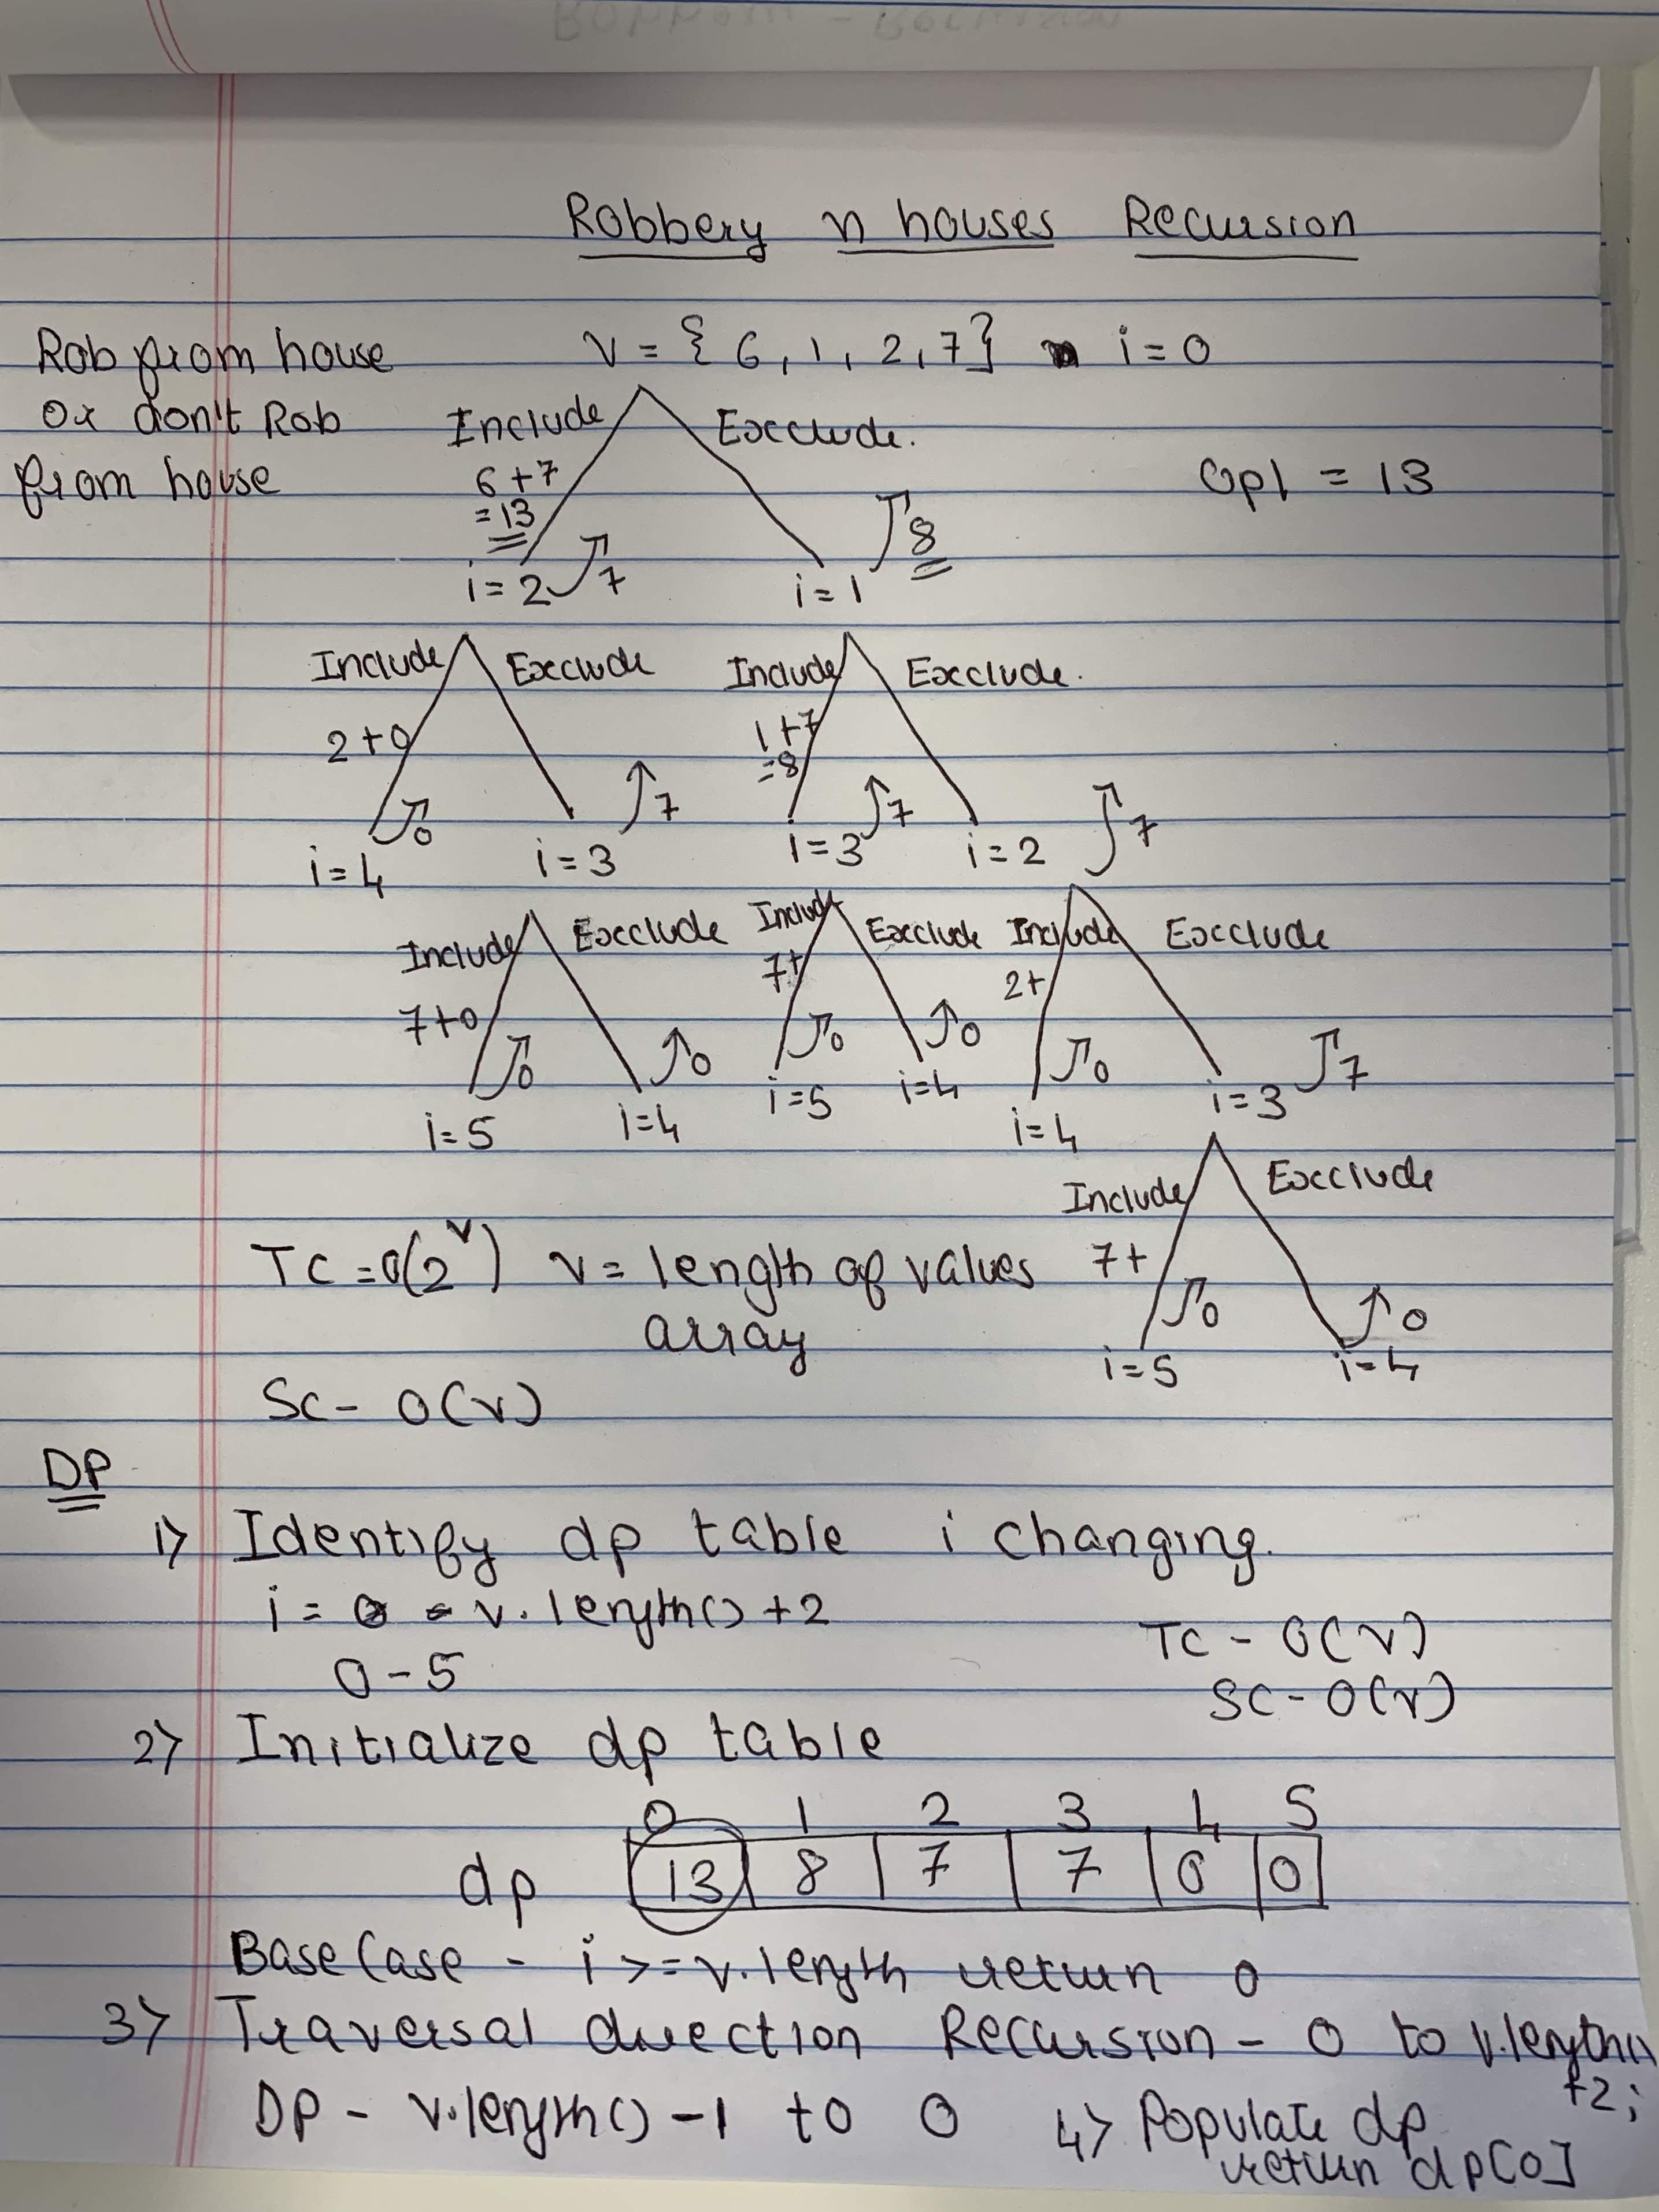 Robbery n houses Recursion
Rob from house V = { 6, 1, 2, 7 } i = 0
or don't Rob Include Exclude.
from house 6+7 Opt = 13
= 13 8
i = 2 7 i = 1
Include Exclude Include Exclude.
2+0 1+7
=8
0 7 7 7
i = 4 i = 3 i = 3 i = 2
Include Exclude Include Exclude Include Exclude
7+0 7+ 2+
0 0 0 0 0 7
i = 5 i = 4 i = 5 i = 4 i = 4 i = 3
Include Exclude
TC = O(2^v) v = length of values 7+ 0 0
array i = 5 i = 4
SC - O(v)
DP
1> Identify dp table i changing.
i = 0 - v.length() + 2
0 - 5 TC - O(v)
SC - O(v)
2> Initialize dp table
0 1 2 3 4 5
dp 13 8 7 7 0 0
Base Case - i >= v.length return 0
3> Traversal direction Recursion - 0 to v.length()
+2;
DP - v.length() - 1 to 0 4> Populate dp
return dp[0]